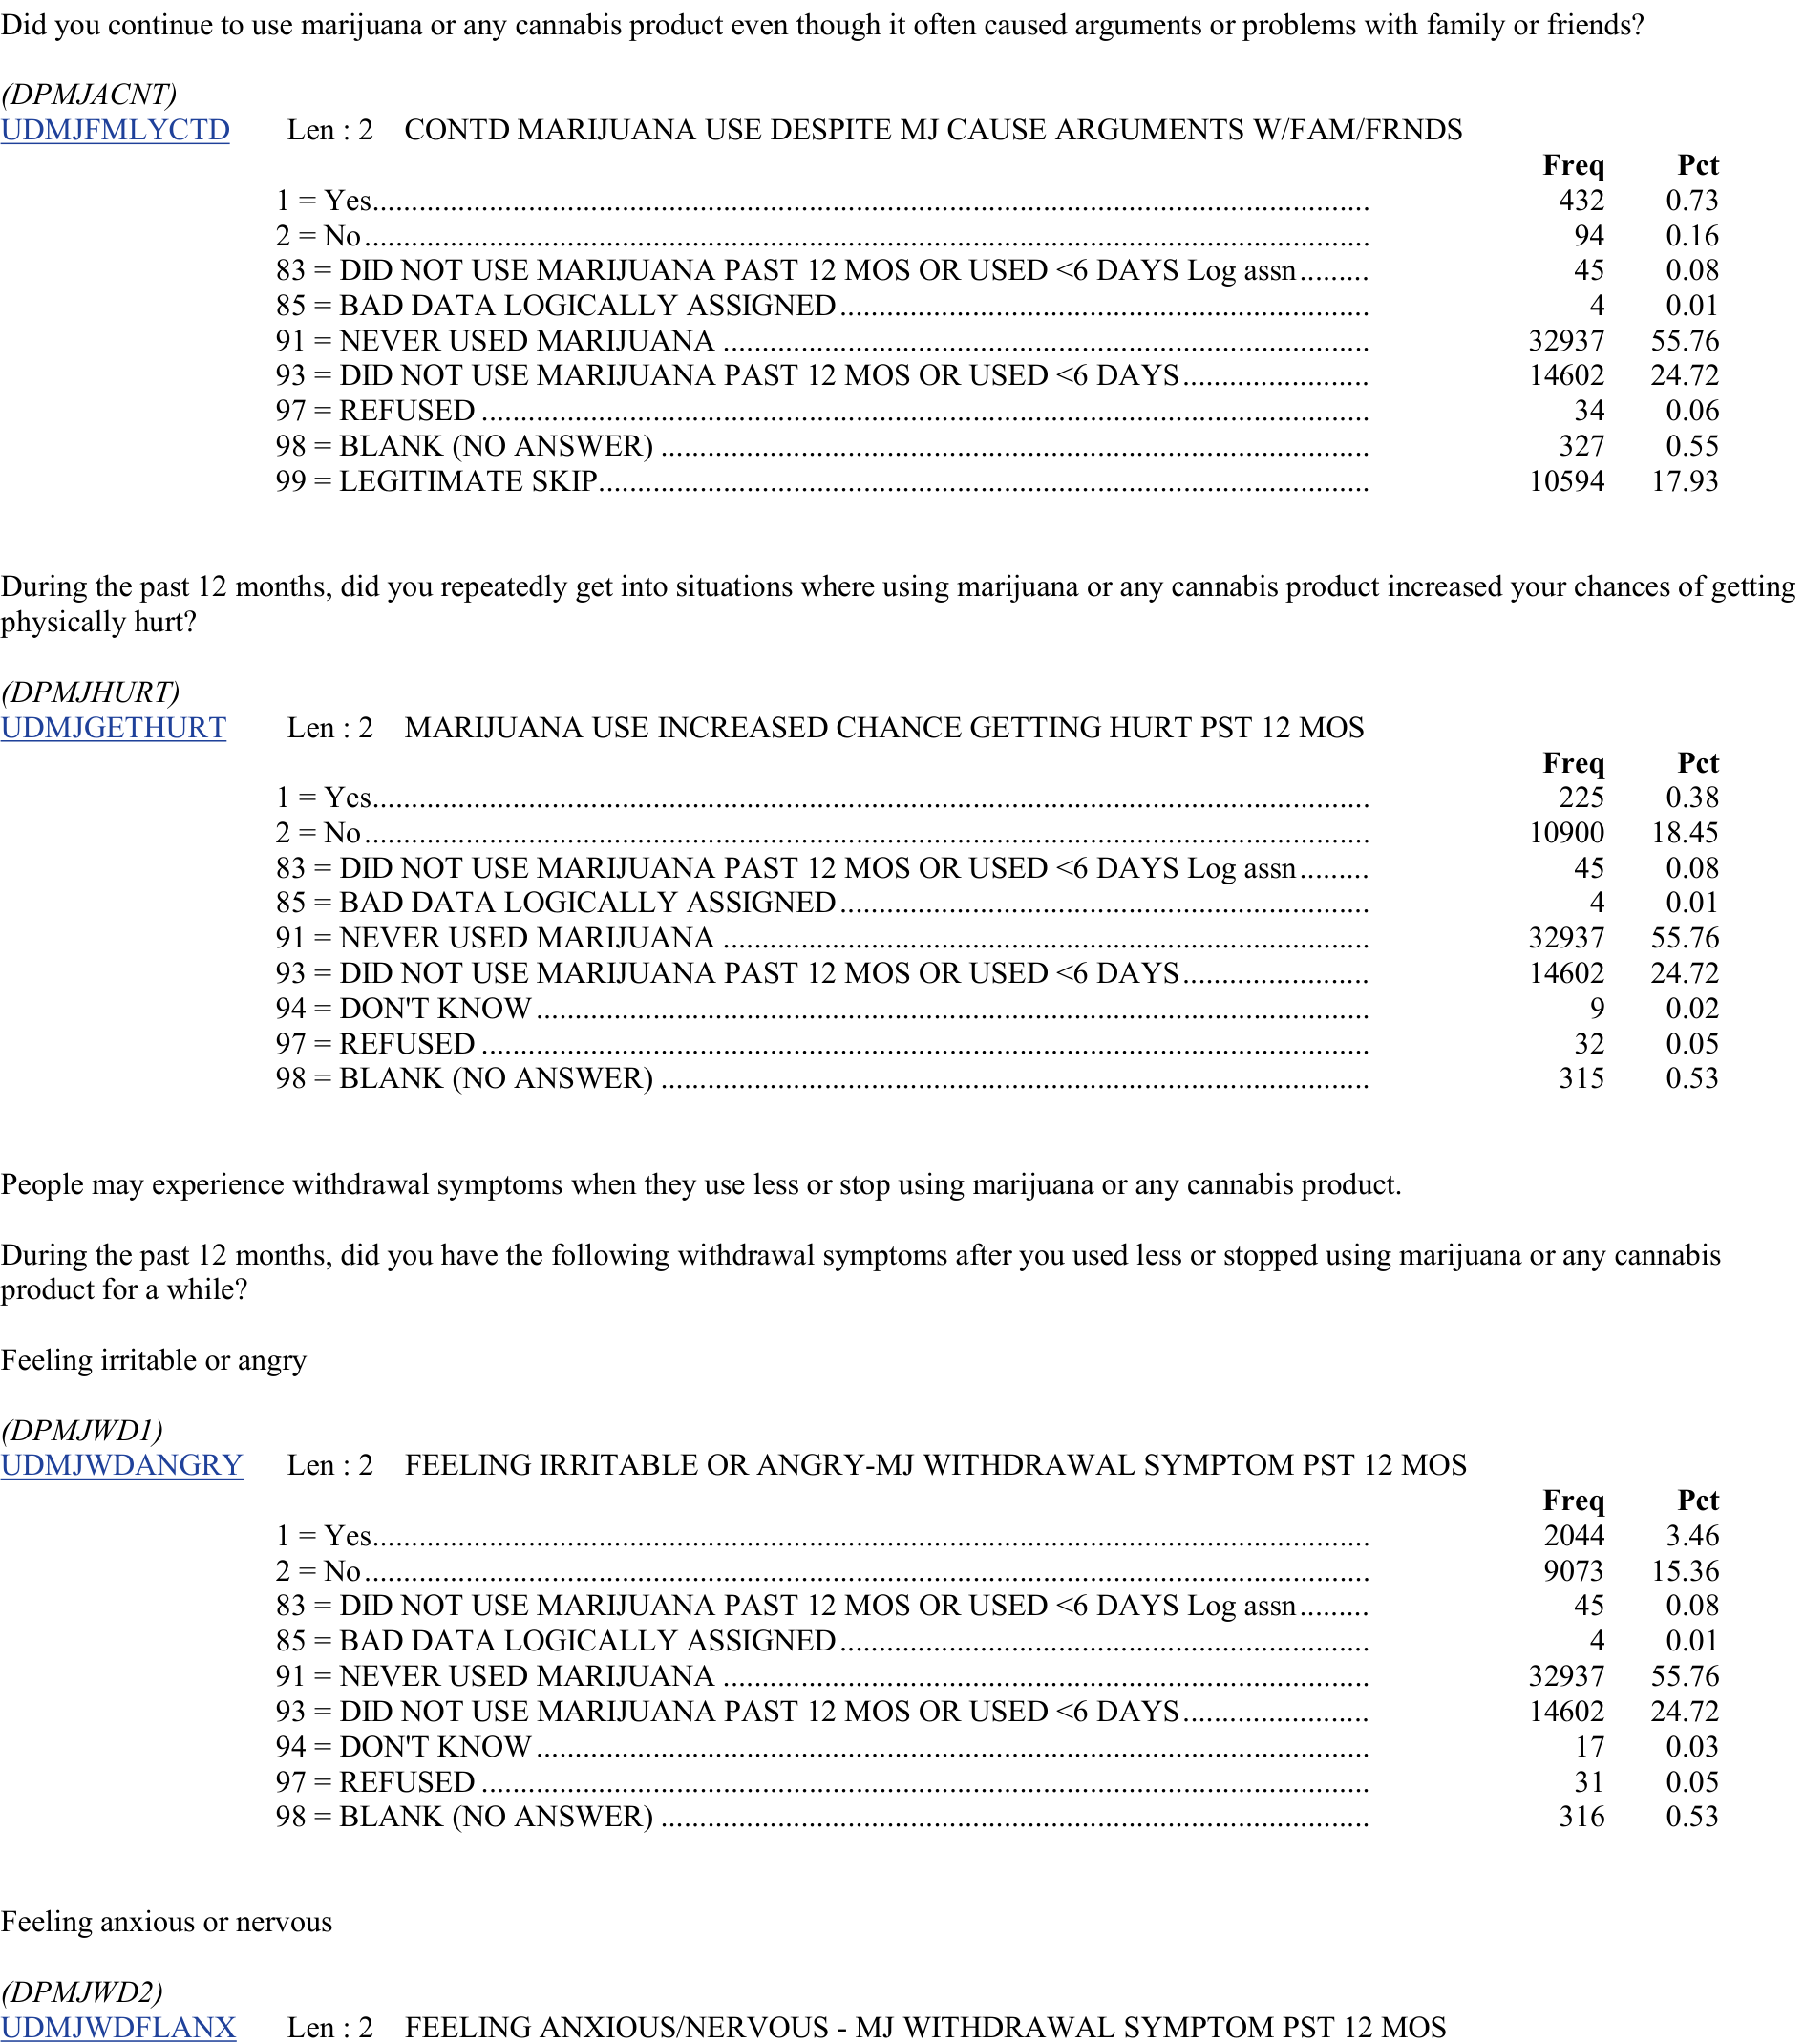 Did you continue to use marijuana or any cannabis product even though it often caused arguments or problems with family or friends?
(DPMJACNT)
UDMJFMLYCTD Len : 2 CONTD MARIJUANA USE DESPITE MJ CAUSE ARGUMENTS W/FAM/FRNDS
Freq Pct
1 = Yes.......... 432 0.73
2 = No.......... 94 0.16
83 = DID NOT USE MARIJUANA PAST 12 MOS OR USED <6 DAYS Log assn......... 45 0.08
85 = BAD DATA LOGICALLY ASSIGNED.......... 4 0.01
91 = NEVER USED MARIJUANA .......... 32937 55.76
93 = DID NOT USE MARIJUANA PAST 12 MOS OR USED <6 DAYS.......... 14602 24.72
97 = REFUSED .......... 34 0.06
98 = BLANK (NO ANSWER) .......... 327 0.55
99 = LEGITIMATE SKIP.......... 10594 17.93
During the past 12 months, did you repeatedly get into situations where using marijuana or any cannabis product increased your chances of getting
physically hurt?
(DPMJHURT)
UDMJGETHURT Len : 2 MARIJUANA USE INCREASED CHANCE GETTING HURT PST 12 MOS
Freq Pct
1 = Yes.......... 225 0.38
2 = No.......... 10900 18.45
83 = DID NOT USE MARIJUANA PAST 12 MOS OR USED <6 DAYS Log assn......... 45 0.08
85 = BAD DATA LOGICALLY ASSIGNED.......... 4 0.01
91 = NEVER USED MARIJUANA .......... 32937 55.76
93 = DID NOT USE MARIJUANA PAST 12 MOS OR USED <6 DAYS.......... 14602 24.72
94 = DON'T KNOW.......... 9 0.02
97 = REFUSED .......... 32 0.05
98 = BLANK (NO ANSWER) .......... 315 0.53
People may experience withdrawal symptoms when they use less or stop using marijuana or any cannabis product.
During the past 12 months, did you have the following withdrawal symptoms after you used less or stopped using marijuana or any cannabis
product for a while?
Feeling irritable or angry
(DPMJWD1)
UDMJWDANGRY Len : 2 FEELING IRRITABLE OR ANGRY-MJ WITHDRAWAL SYMPTOM PST 12 MOS
Freq Pct
1 = Yes.......... 2044 3.46
2 = No.......... 9073 15.36
83 = DID NOT USE MARIJUANA PAST 12 MOS OR USED <6 DAYS Log assn......... 45 0.08
85 = BAD DATA LOGICALLY ASSIGNED.......... 4 0.01
91 = NEVER USED MARIJUANA .......... 32937 55.76
93 = DID NOT USE MARIJUANA PAST 12 MOS OR USED <6 DAYS.......... 14602 24.72
94 = DON'T KNOW.......... 17 0.03
97 = REFUSED .......... 31 0.05
98 = BLANK (NO ANSWER) .......... 316 0.53
Feeling anxious or nervous
(DPMJWD2)
UDMJWDFLANX Len : 2 FEELING ANXIOUS/NERVOUS - MJ WITHDRAWAL SYMPTOM PST 12 MOS